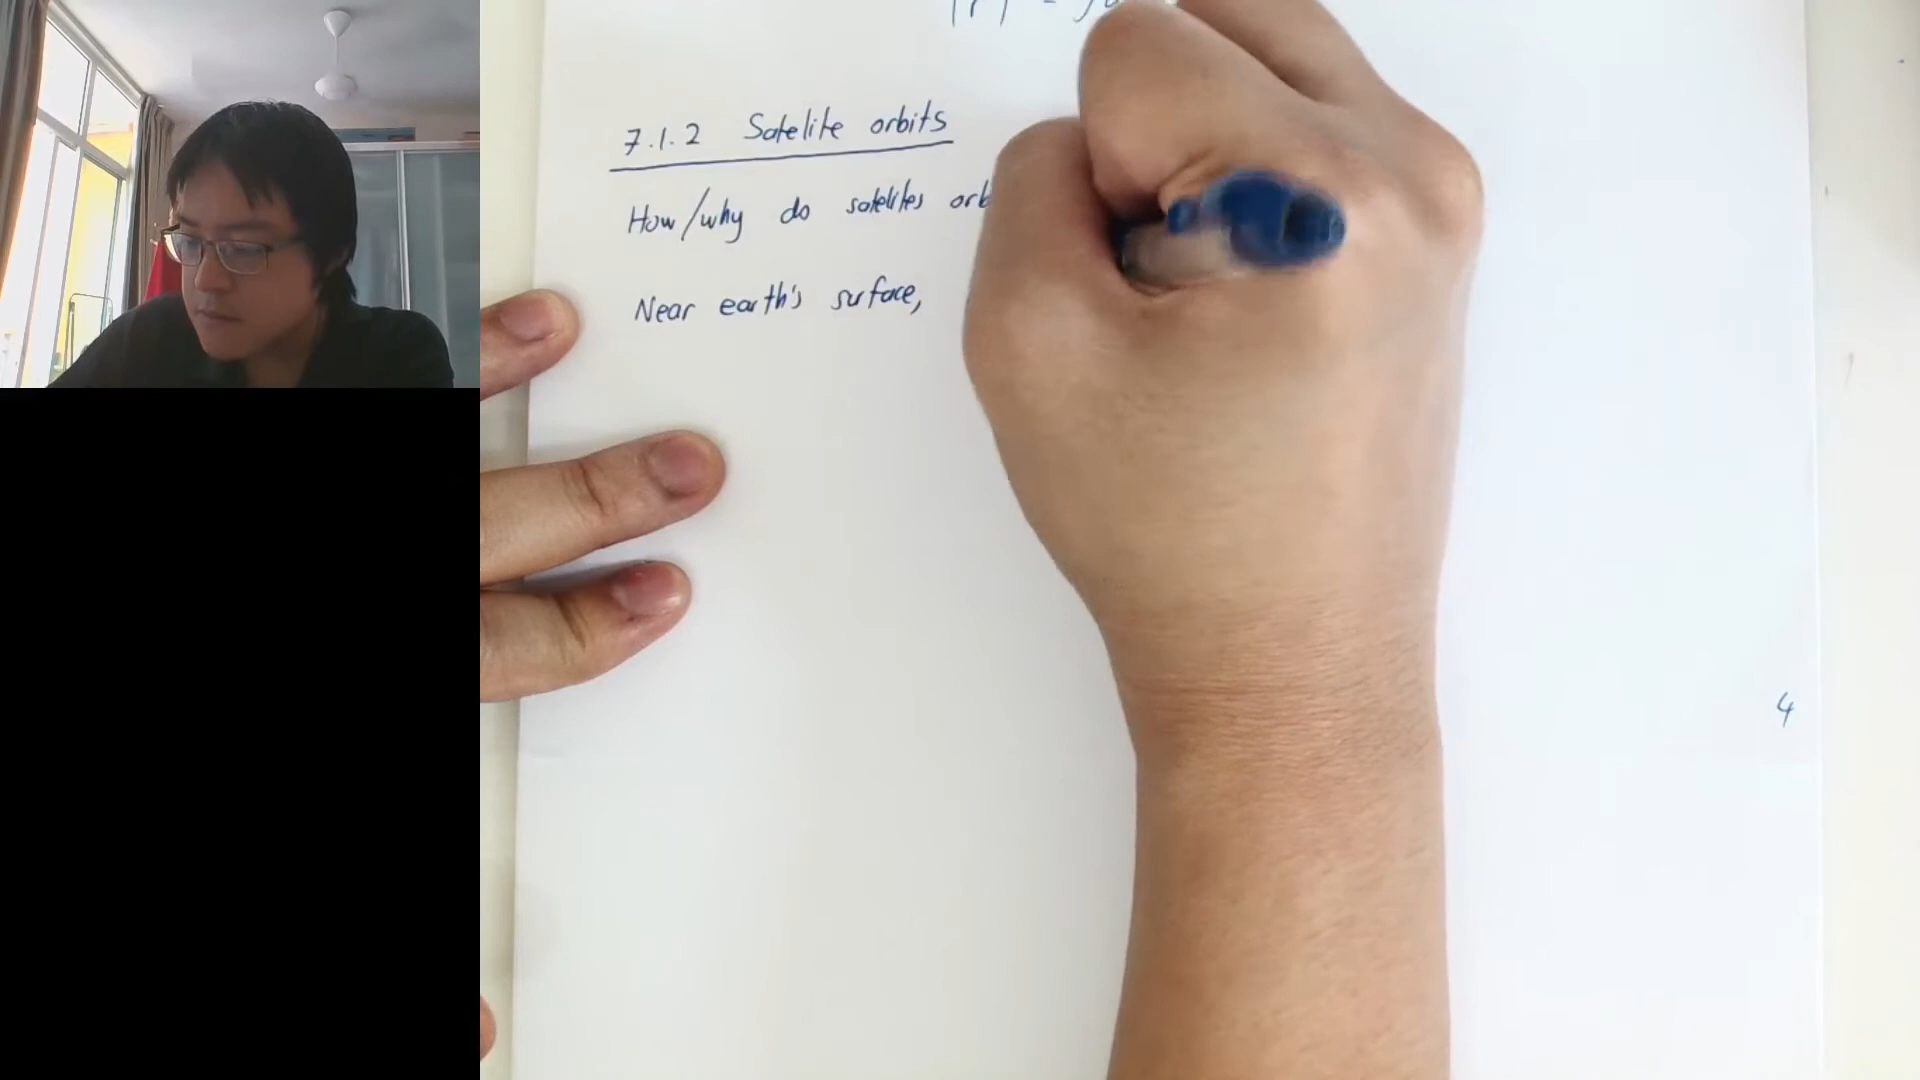 7.1.2 Satelite orbits
How/why do satelites orb
Near earth's surface,
4